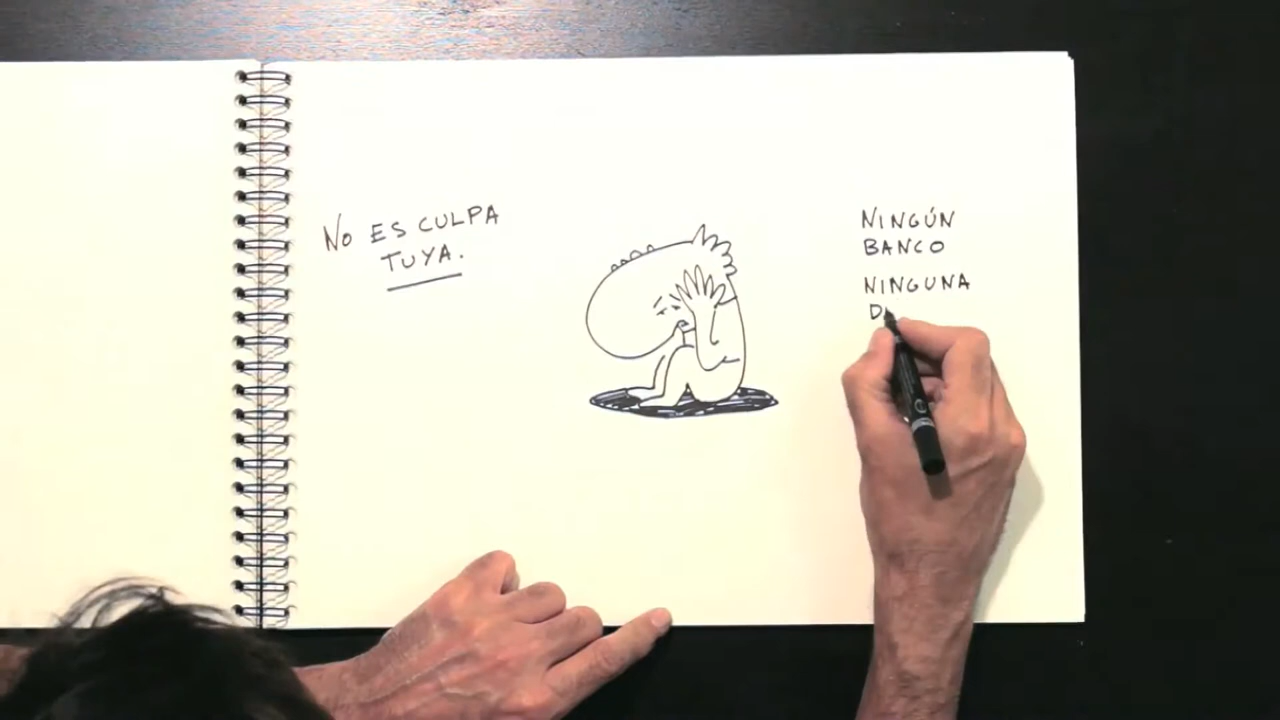 No ES CULPA
TUYA.
NINGÚN
BANCO
NINGUNA
D